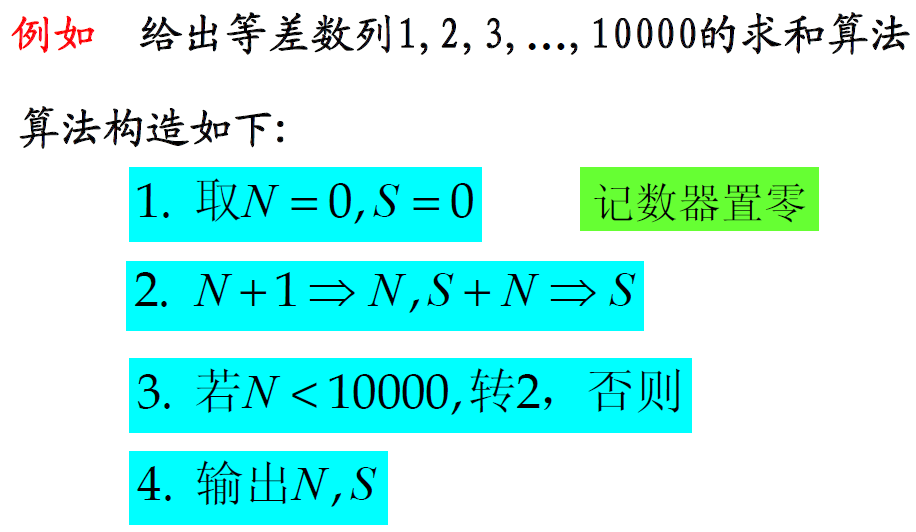 例如 给出等差数列1, 2, 3, …, 10000的求和算法
算法构造如下:
1. 取N = 0, S = 0 记数器置零
2. N + 1 ⇒ N, S + N ⇒ S
3. 若N < 10000, 转2，否则
4. 输出N, S